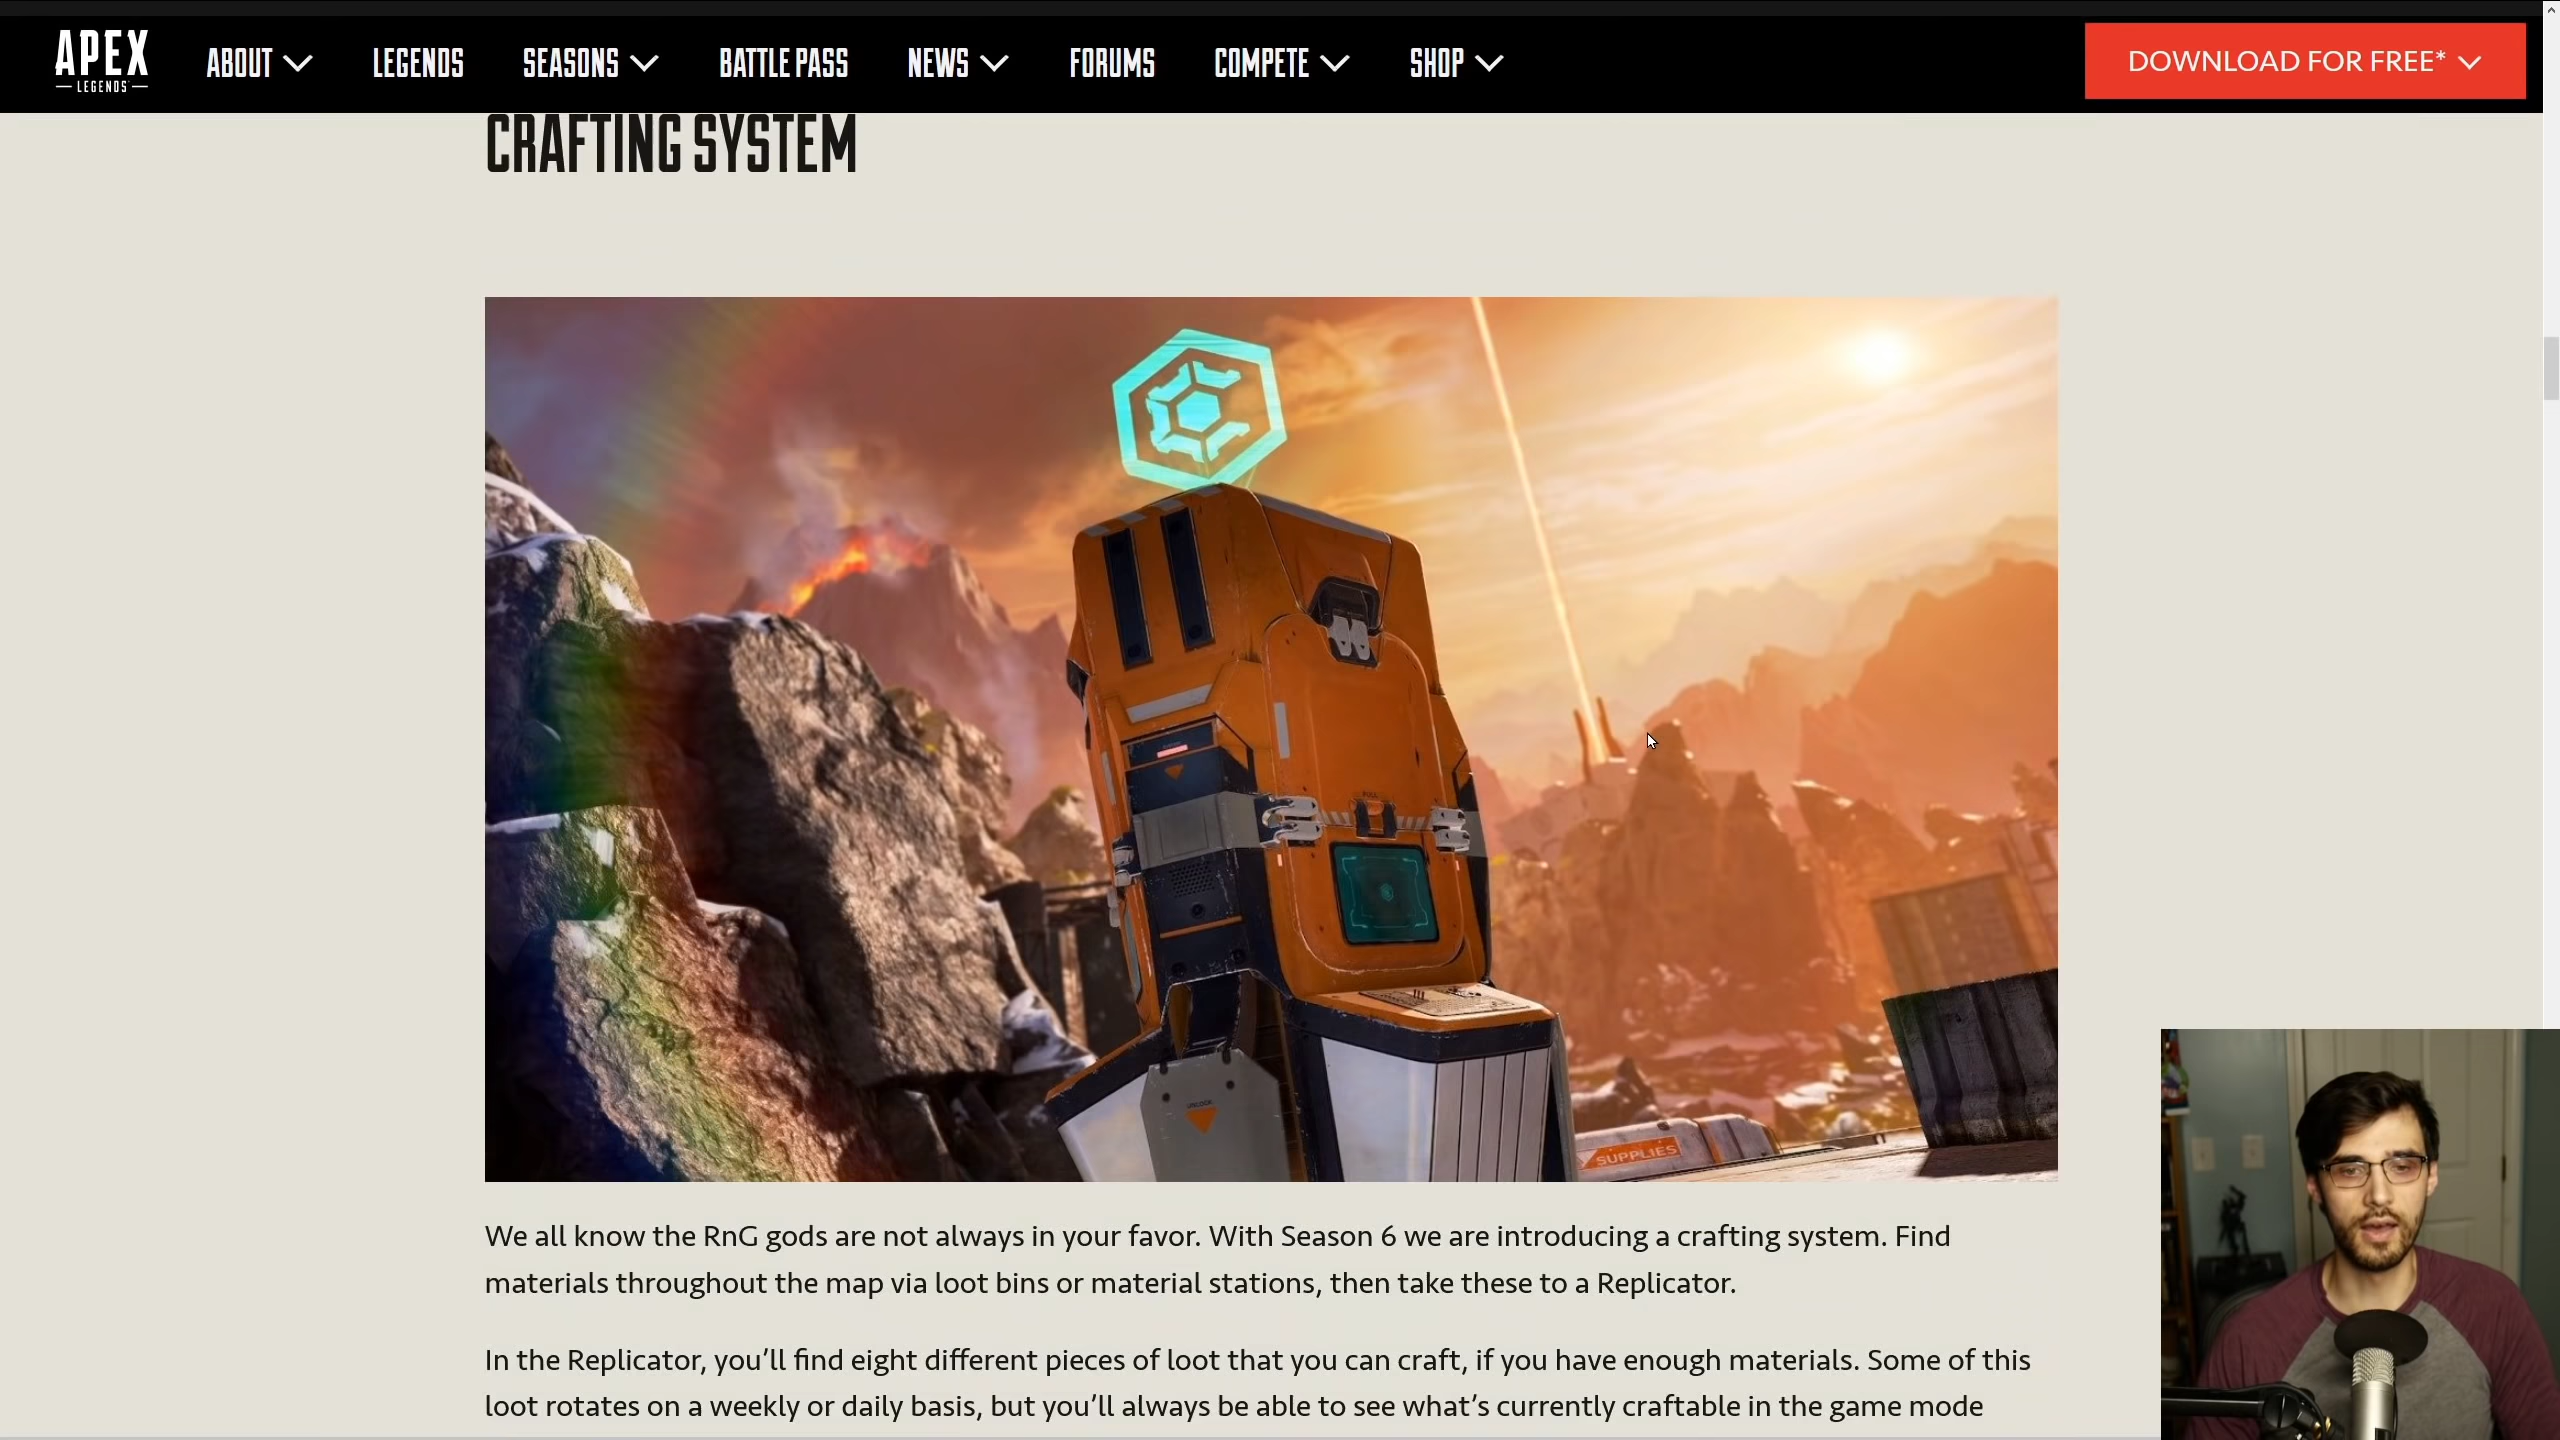 APEX
LEGENDS
ABOUT
LEGENDS
SEASONS
BATTLE PASS
NEWS
FORUMS
COMPETE
SHOP
DOWNLOAD FOR FREE*
CRAFTING SYSTEM
SUPPLIES
We all know the RnG gods are not always in your favor. With Season 6 we are introducing a crafting system. Find
materials throughout the map via loot bins or material stations, then take these to a Replicator.
In the Replicator, you’ll find eight different pieces of loot that you can craft, if you have enough materials. Some of this
loot rotates on a weekly or daily basis, but you’ll always be able to see what’s currently craftable in the game mode